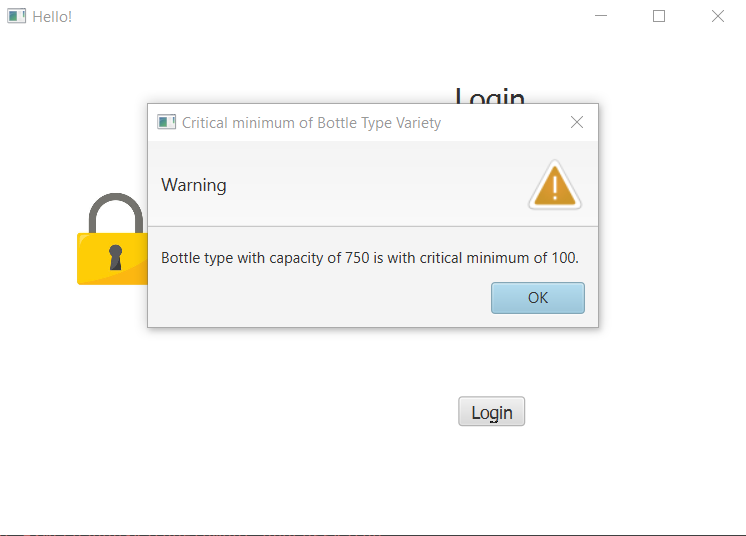 Hello!
Login
Critical minimum of Bottle Type Variety
Warning
Bottle type with capacity of 750 is with critical minimum of 100.
OK
Login